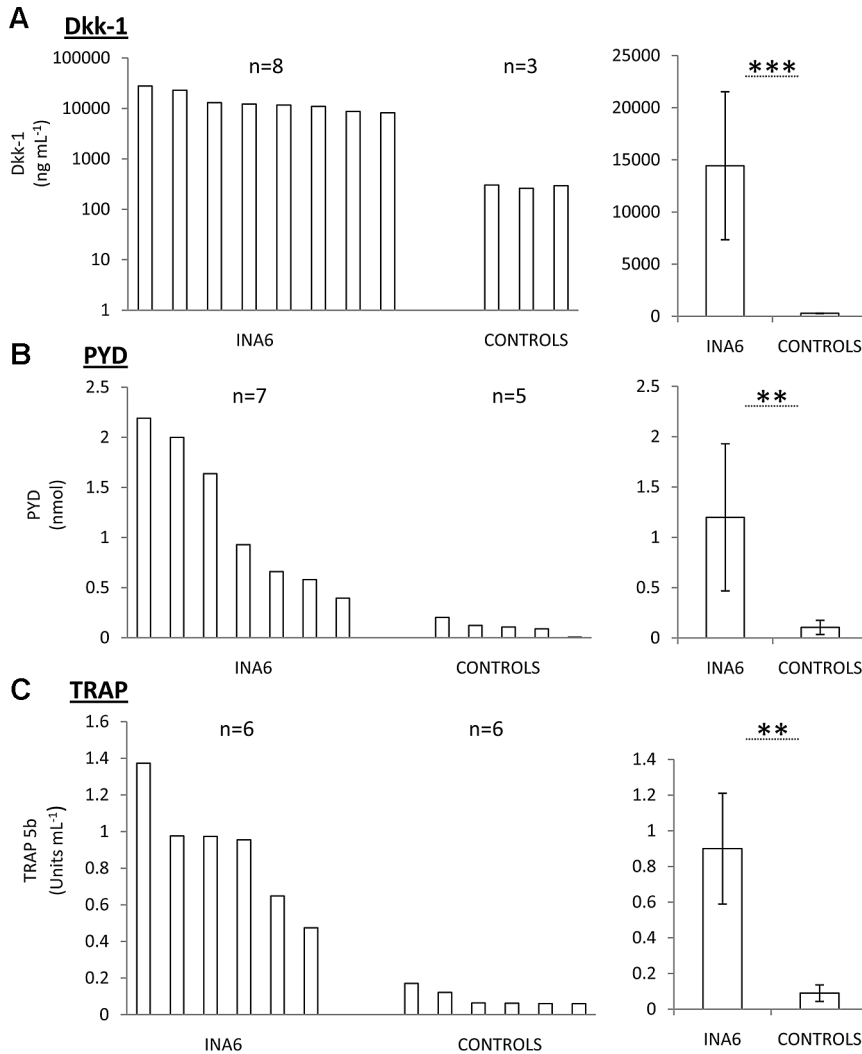 A Dkk-1
Dkk-1
(ng mL-1)
100000
10000
1000
100
10
1
n=8
n=3
INA6
CONTROLS
25000
20000
15000
10000
5000
0
***
INA6
CONTROLS
B PYD
PYD
(nmol)
2.5
2
1.5
1
0.5
0
n=7
n=5
INA6
CONTROLS
2.5
2
1.5
1
0.5
0
**
INA6
CONTROLS
C TRAP
TRAP 5b
(Units mL-1)
1.6
1.4
1.2
1
0.8
0.6
0.4
0.2
0
n=6
n=6
INA6
CONTROLS
1.4
1.2
1
0.8
0.6
0.4
0.2
0
**
INA6
CONTROLS